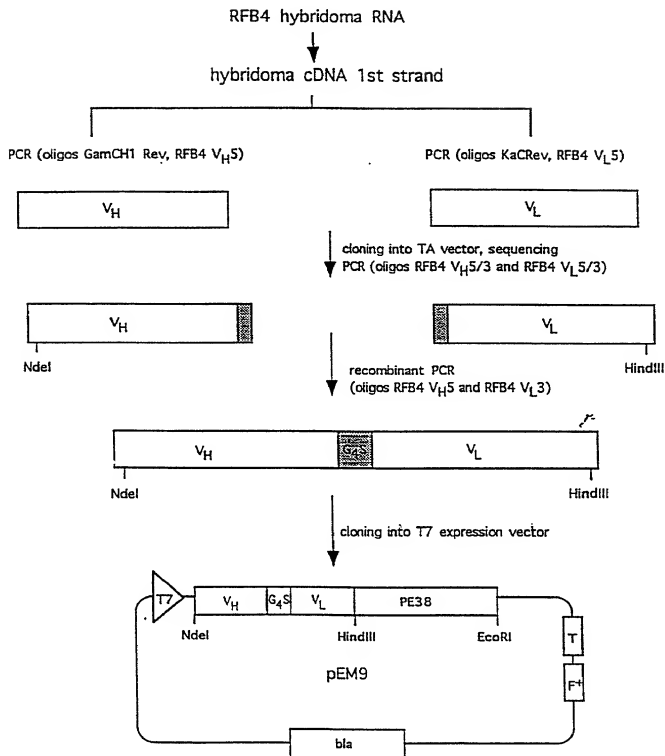 RFB4 hybridoma RNA
hybridoma cDNA 1st strand
PCR (oligos GamCH1 Rev, RFB4 VH5)
PCR (oligos KaCRev, RFB4 VL5)
VH
VL
cloning into TA vector, sequencing
PCR (oligos RFB4 VH5/3 and RFB4 VL5/3)
VH
VL
NdeI
HindIII
recombinant PCR
(oligos RFB4 VH5 and RFB4 VL3)
VH
G4S
VL
NdeI
HindIII
cloning into T7 expression vector
T7
VH
G4S
VL
PE38
NdeI
HindIII
EcoRI
T
pEM9
F+
bla